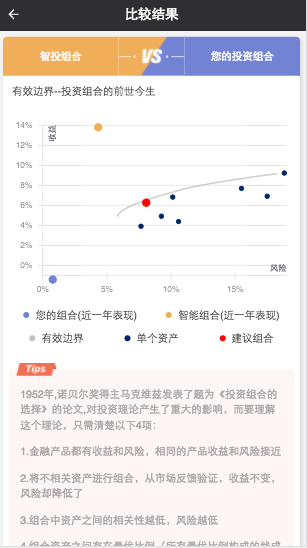 比较结果
智投组合 VS 您的投资组合
有效边界--投资组合的前世今生
14%
12%
10%
8%
6%
4%
2%
0%
收益
风险
0% 5% 10% 15%
您的组合(近一年表现) 智能组合(近一年表现)
有效边界 单个资产 建议组合
Tips
1952年,诺贝尔奖得主马克维兹发表了题为《投资组合的
选择》的论文,对投资理论产生了重大的影响，而要理解
这个理论，只需清楚以下4项：
1.金融产品都有收益和风险，相同的产品收益和风险接近
2.将不相关资产进行组合，从市场反馈验证，收益不变，
风险却降低了
3.组合中资产之间的相关性越低，风险越低
4.组合资产之间存在最优比例（所有最优比例构成的线成